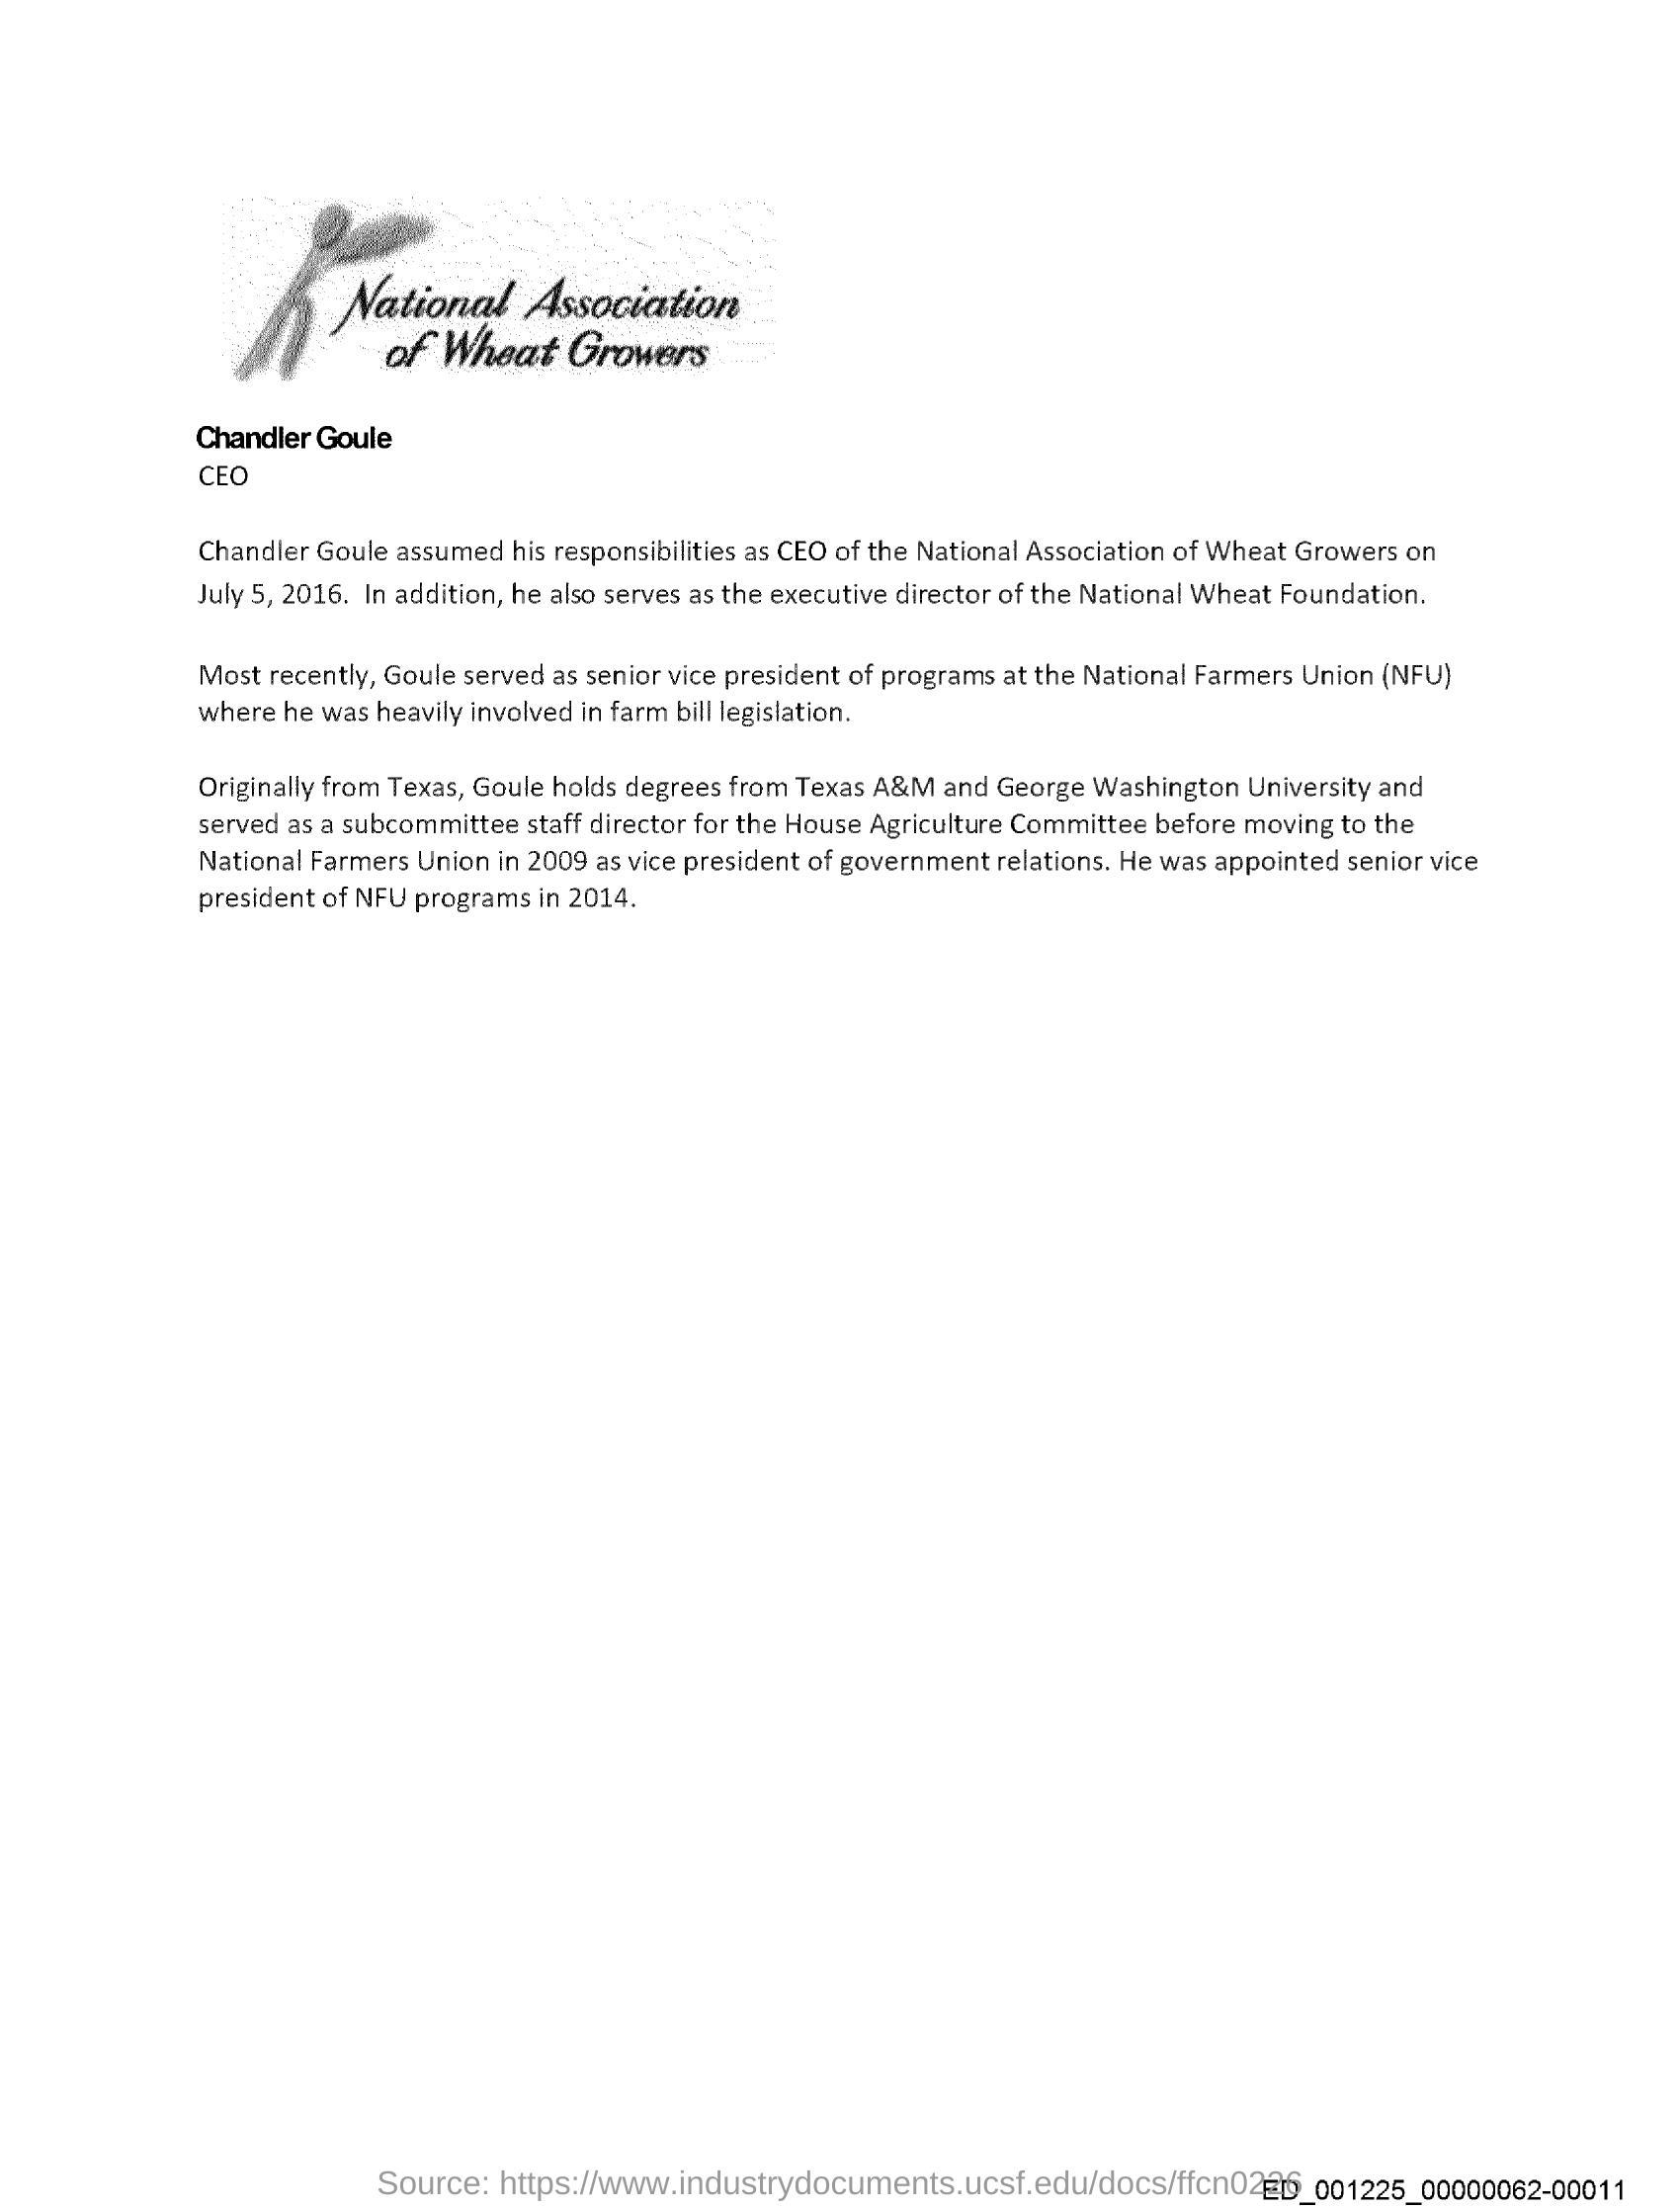 National Association
of Wheat Growers
Chandler Goule
CEO
Chandler Goule assumed his responsibilities as CEO of the National Association of Wheat Growers on
July 5, 2016.  In addition, he also serves as the executive director of the National Wheat Foundation.
Most recently, Goule served as senior vice president of programs at the National Farmers Union (NFU)
where he was heavily involved in farm bill legislation.
Originally from Texas, Goule holds degrees from Texas A&M and George Washington University and
served as a subcommittee staff director for the House Agriculture Committee before moving to the
National Farmers Union in 2009 as vice president of government relations. He was appointed senior vice
president of NFU programs in 2014.
Source: https://www.industrydocuments.ucsf.edu/docs/ffcn0226
ED_001225_00000062-00011